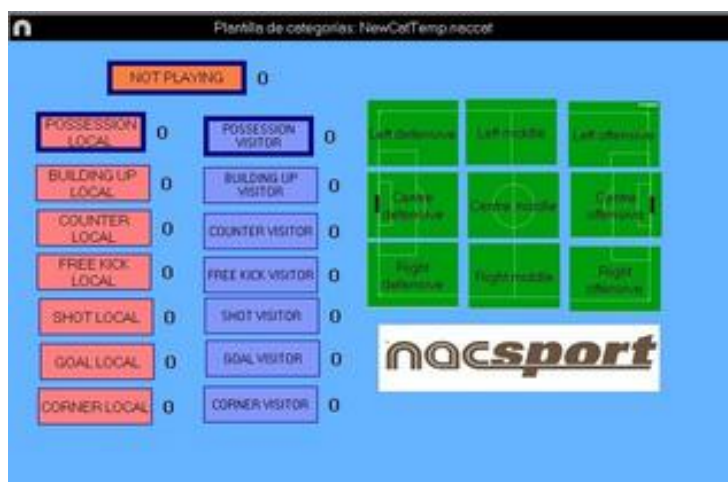 Plantilla de categorias: NewCatTemp.naccat
NOT PLAYING 0
POSSESSION
LOCAL 0
POSSESSION
VISITOR 0
BUILDING UP
LOCAL 0
BUILDING UP
VISITOR 0
COUNTER
LOCAL 0
COUNTER VISITOR 0
FREE KICK
LOCAL 0
FREE KICK VISITOR 0
SHOT LOCAL 0
SHOT VISITOR 0
GOAL LOCAL 0
GOAL VISITOR 0
CORNER LOCAL 0
CORNER VISITOR 0
Left defensive
Left middle
Left offensive
Centre
defensive
Centre middle
Centre
offensive
Right
defensive
Right middle
Right
offensive
nacsport